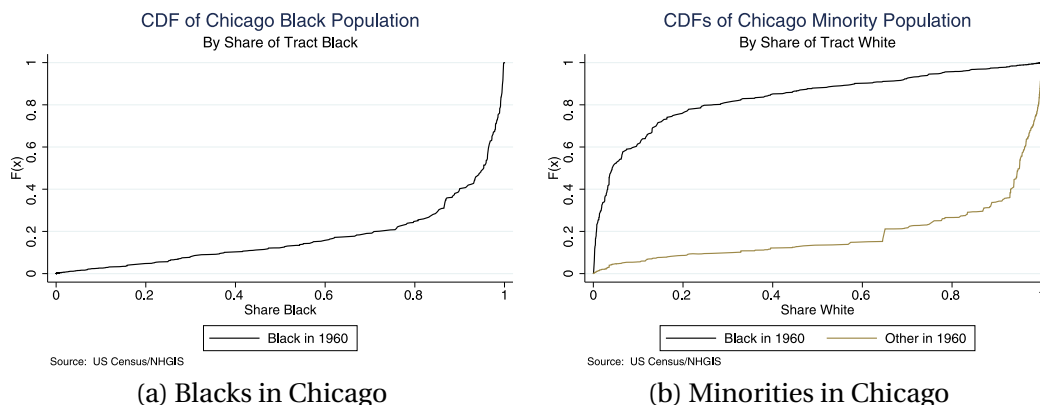 CDF of Chicago Black Population
By Share of Tract Black
F(x)
0 0.2 0.4 0.6 0.8 1
0 0.2 0.4 0.6 0.8 1
Share Black
Black in 1960
Source: US Census/NHGIS
(a) Blacks in Chicago
CDFs of Chicago Minority Population
By Share of Tract White
F(x)
0 0.2 0.4 0.6 0.8 1
0 0.2 0.4 0.6 0.8 1
Share White
Black in 1960 Other in 1960
Source: US Census/NHGIS
(b) Minorities in Chicago